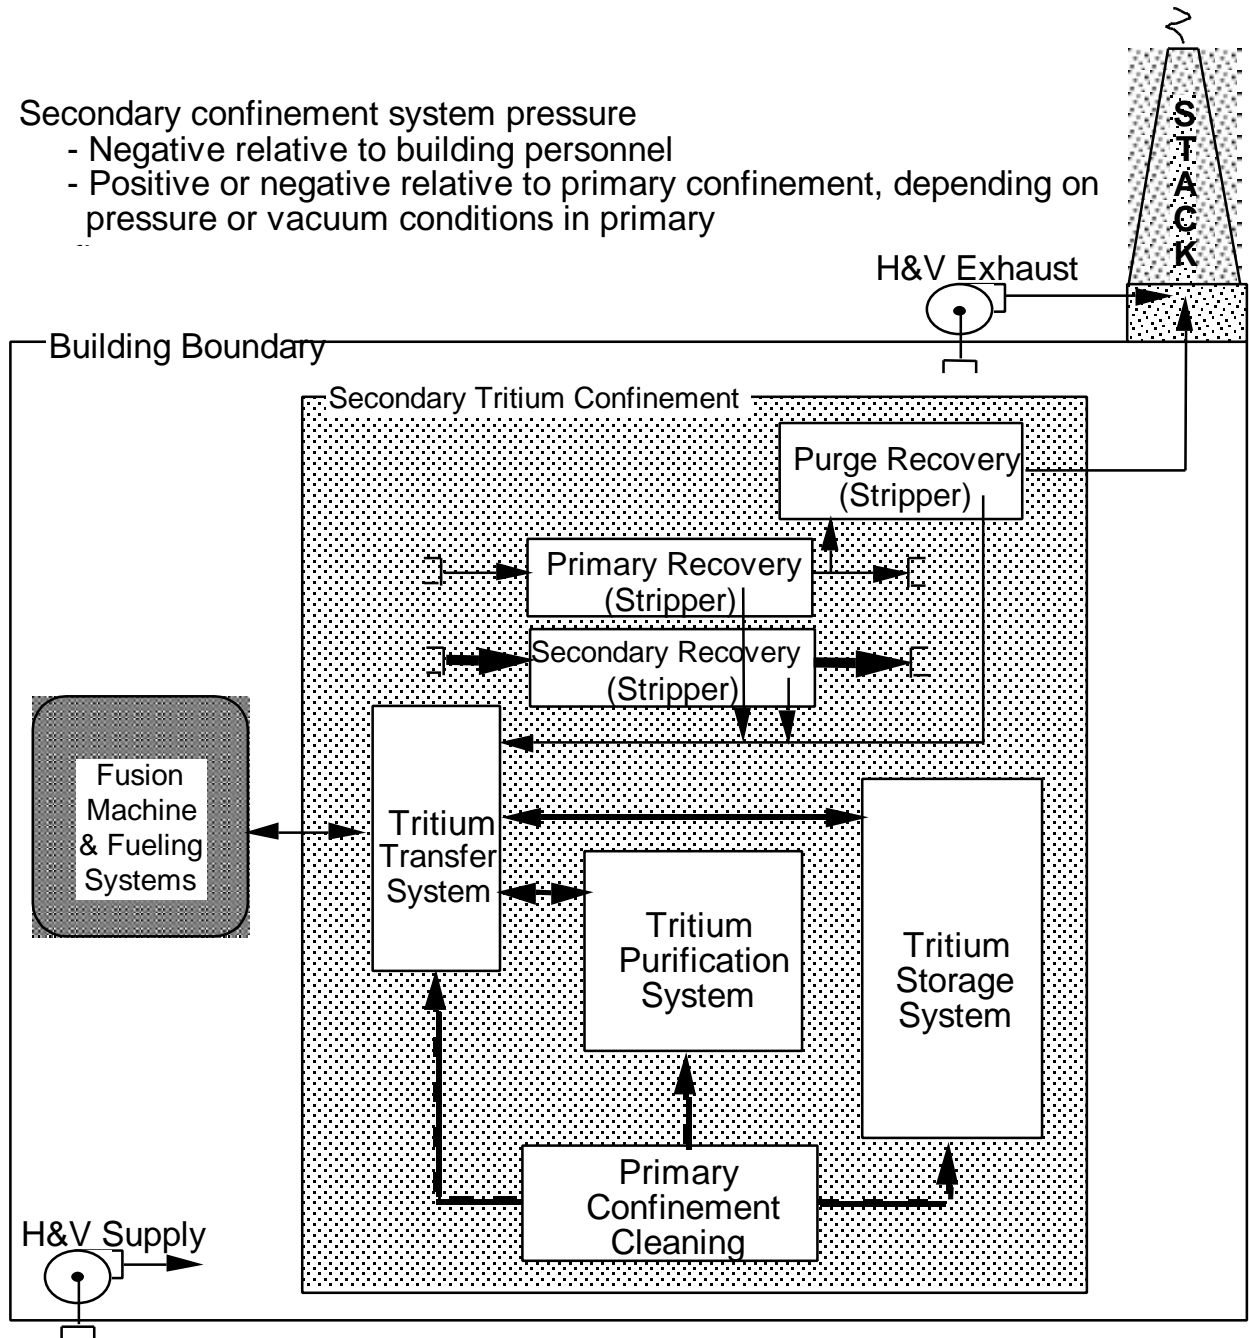 Secondary confinement system pressure
- Negative relative to building personnel
- Positive or negative relative to primary confinement, depending on
pressure or vacuum conditions in primary
STACK
H&V Exhaust
Building Boundary
Secondary Tritium Confinement
Purge Recovery
(Stripper)
Primary Recovery
(Stripper)
Secondary Recovery
(Stripper)
Fusion
Machine
& Fueling
Systems
Tritium
Transfer
System
Tritium
Purification
System
Tritium
Storage
System
Primary
Confinement
Cleaning
H&V Supply